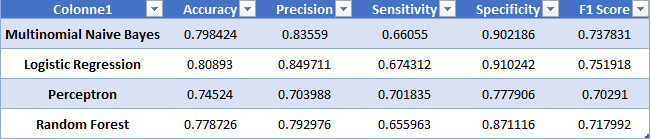 Colonne1 Accuracy Precision Sensitivity Specificity F1 Score
Multinomial Naive Bayes 0.798424 0.83559 0.66055 0.902186 0.737831
Logistic Regression 0.80893 0.849711 0.674312 0.910242 0.751918
Perceptron 0.74524 0.703988 0.701835 0.777906 0.70291
Random Forest 0.778726 0.792976 0.655963 0.871116 0.717992